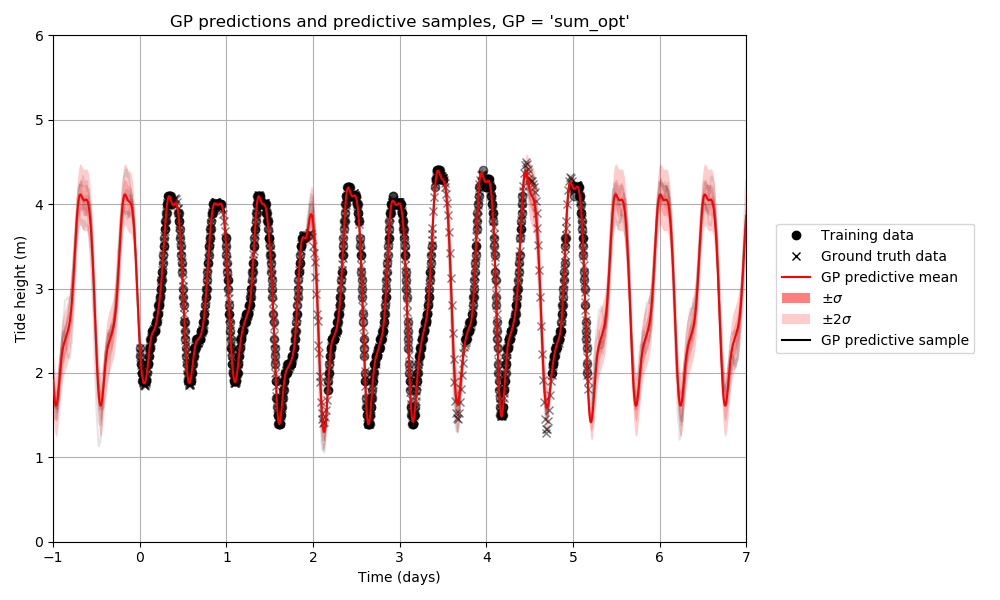 GP predictions and predictive samples, GP = 'sum_opt'
Tide height (m)
6
5
4
3
2
1
0
−1
0
1
2
3
4
5
6
7
Time (days)
Training data
Ground truth data
GP predictive mean
±σ
±2σ
GP predictive sample